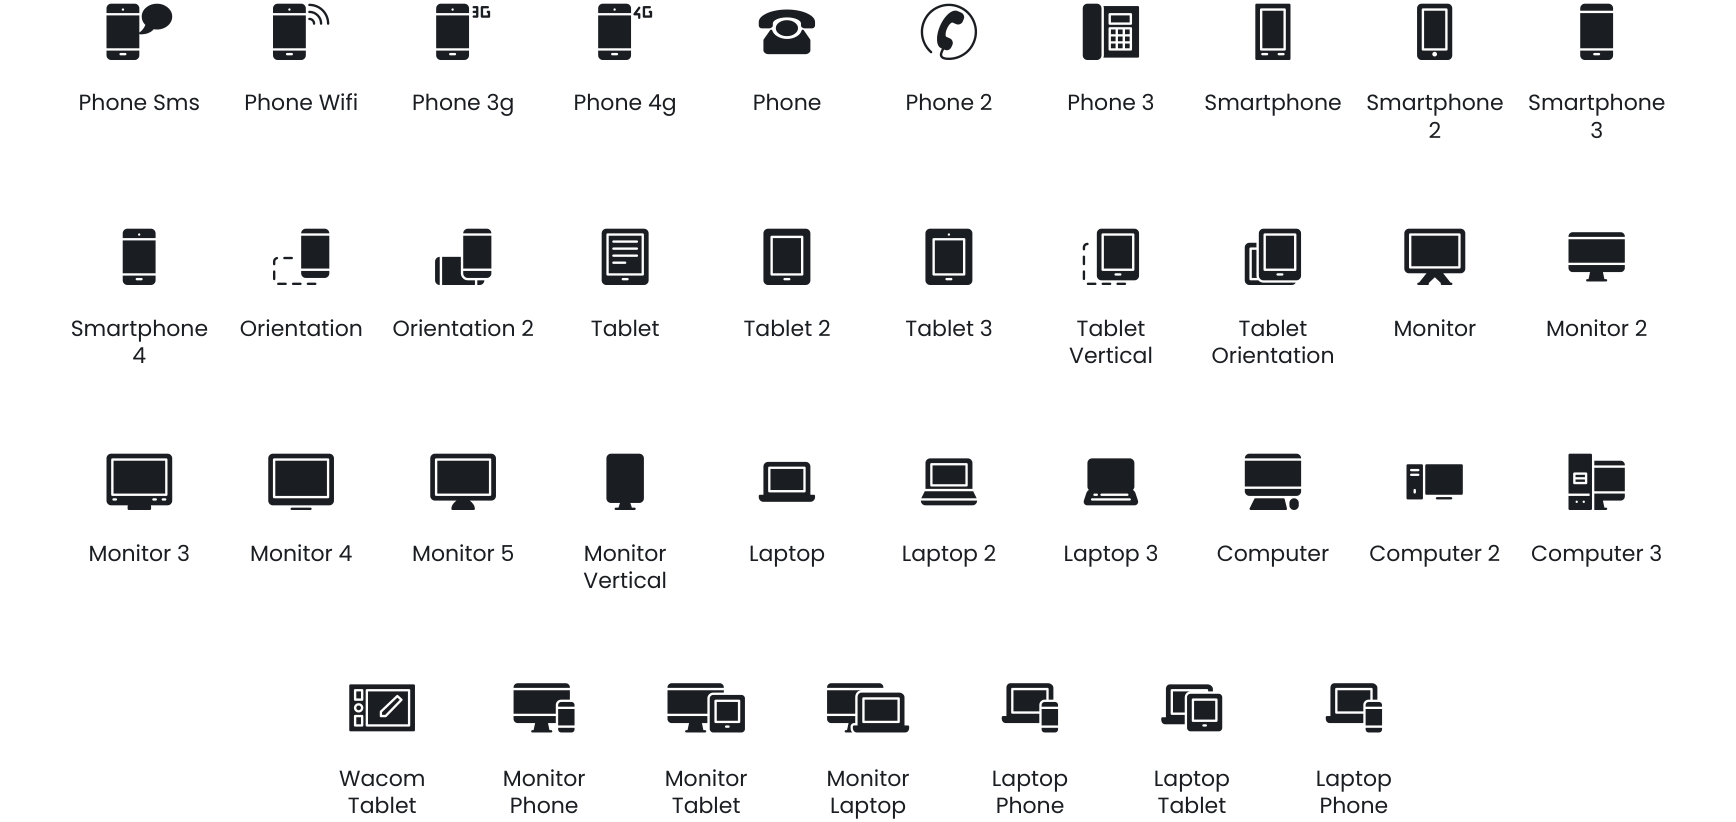 3G 4G
Phone Sms Phone Wifi Phone 3g Phone 4g Phone Phone 2 Phone 3 Smartphone Smartphone Smartphone
2 3
Smartphone Orientation Orientation 2 Tablet Tablet 2 Tablet 3 Tablet Tablet Monitor Monitor 2
4 Vertical Orientation
Monitor 3 Monitor 4 Monitor 5 Monitor Laptop Laptop 2 Laptop 3 Computer Computer 2 Computer 3
Vertical
Wacom Monitor Monitor Monitor Laptop Laptop Laptop
Tablet Phone Tablet Laptop Phone Tablet Phone